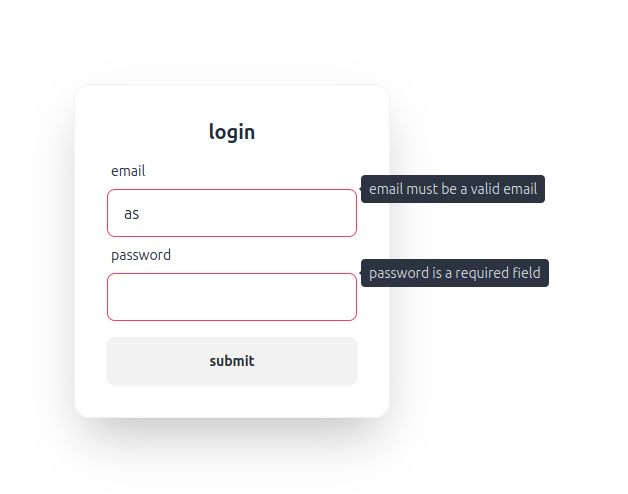 login
email
email must be a valid email
as
password
password is a required field
submit